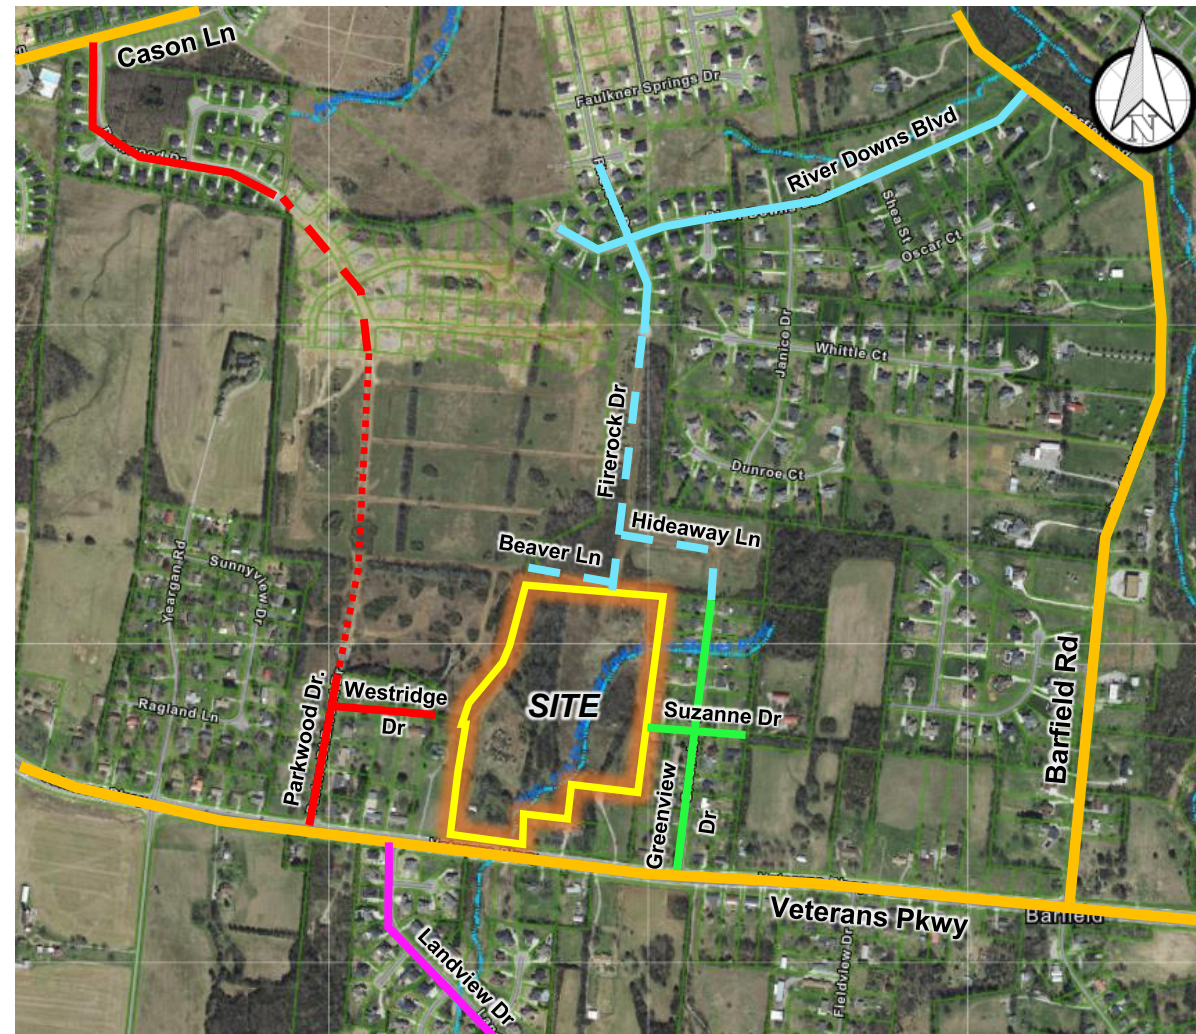 Cason Ln
Faulkner Springs Dr
N
River Downs Blvd
Shea St
Oscar Ct
Janice Dr
Whittle Ct
Firerock Dr
Dunroe Ct
Hideaway Ln
Beaver Ln
Yeargan Rd
Sunnyview Dr
Parkwood Dr.
Westridge
Dr
SITE
Ragland Ln
Suzanne Dr
Greenview
Dr
Barfield Rd
Veterans Pkwy
Barfield
Landview Dr
Fieldview Dr